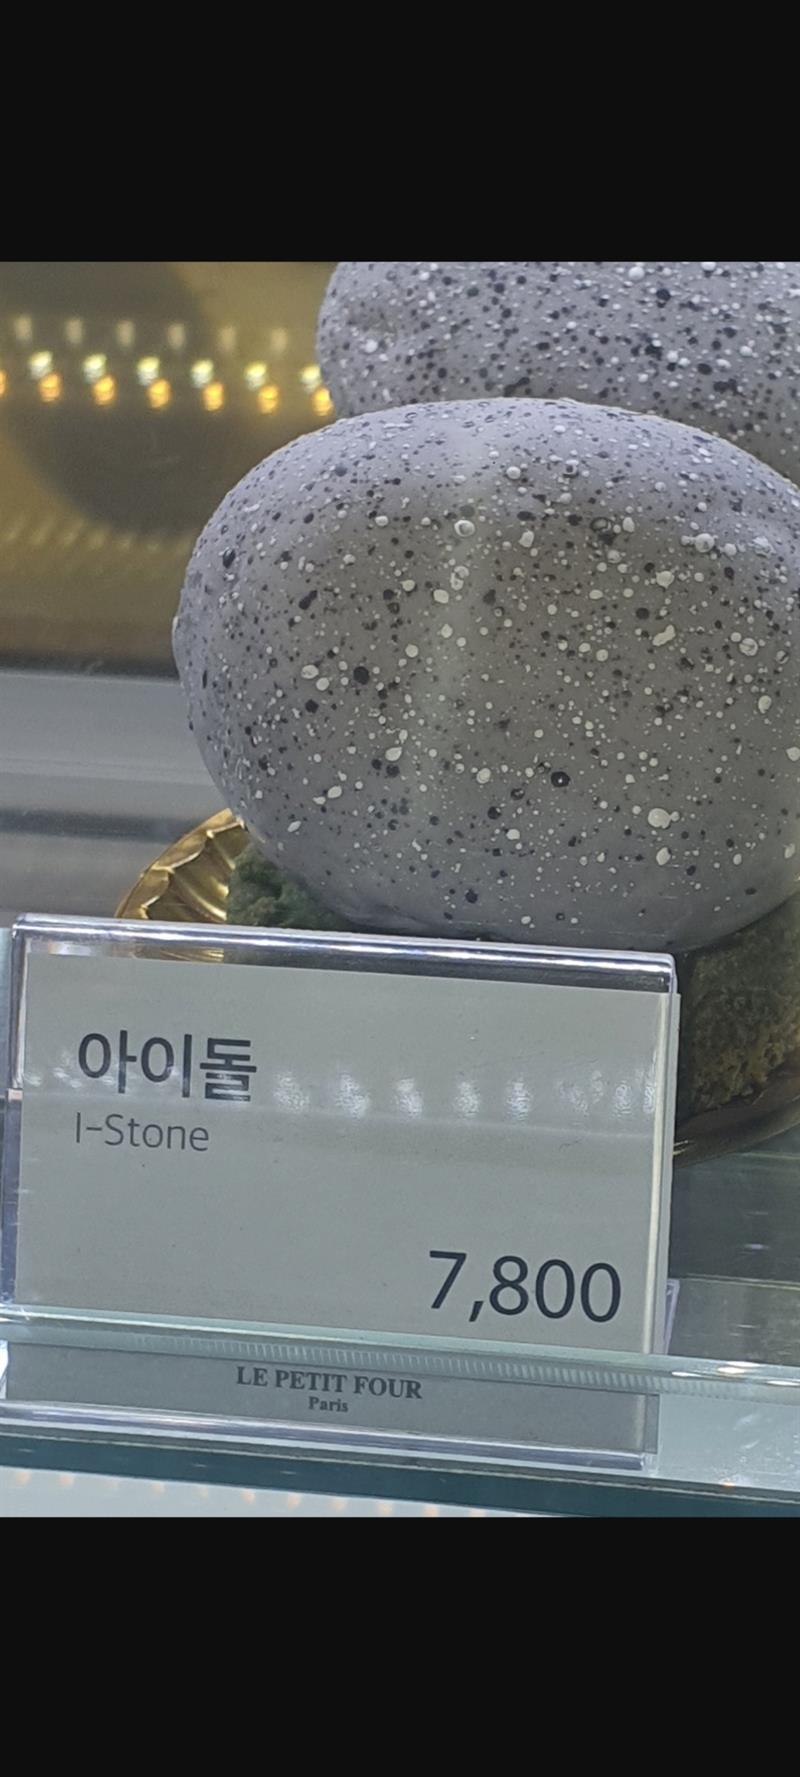 아이돌
I-Stone
7,800
LE PETIT FOUR
Paris